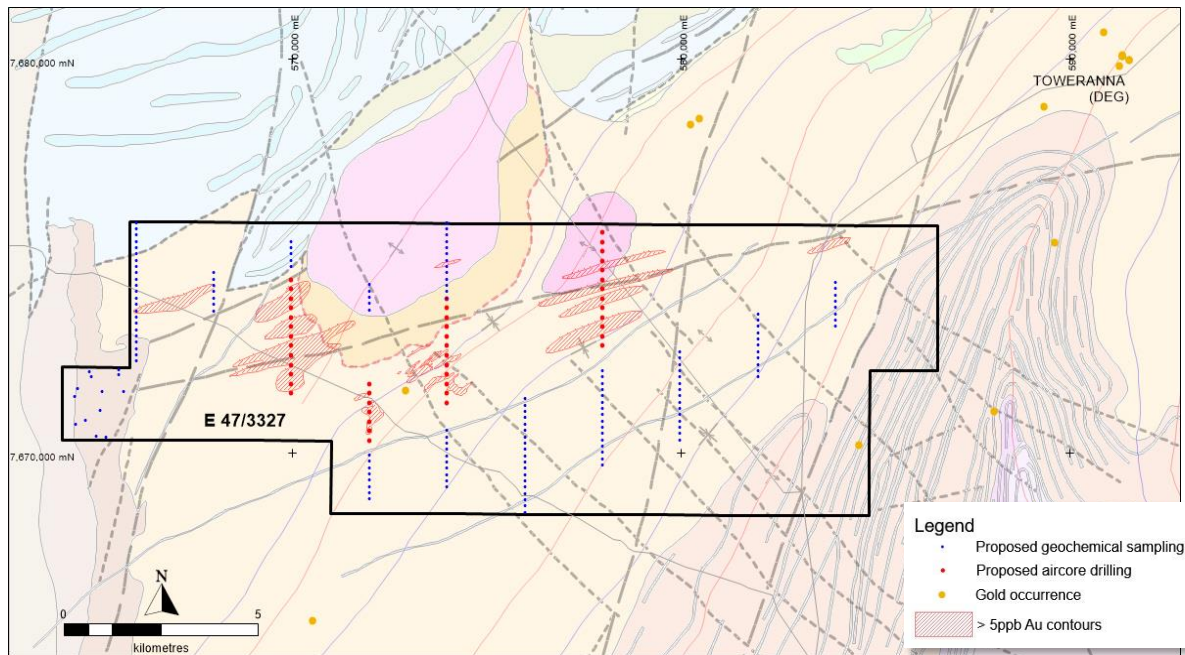 570,000 mE
580,000 mE
590,000 mE
7,680,000 mN
TOWERANNA
(DEG)
E 47/3327
7,670,000 mN
N
0 5
kilometres
Legend
Proposed geochemical sampling
Proposed aircore drilling
Gold occurrence
> 5ppb Au contours